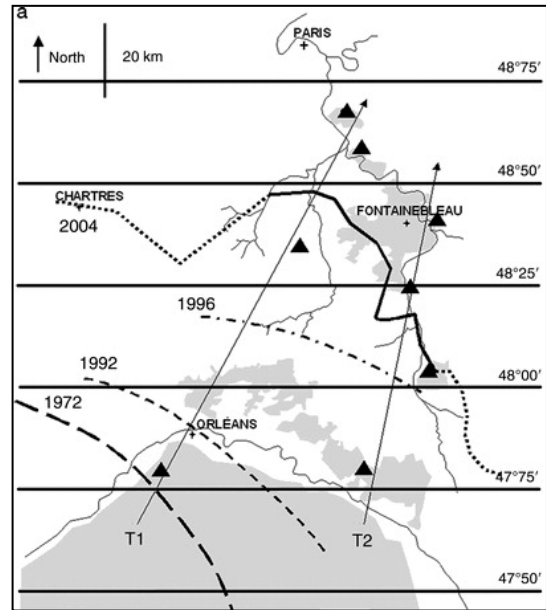 a
PARIS
North
20 km
48°75'
48°50'
CHARTRES
2004
FONTAINEBLEAU
48°25'
1996
1992
48°00'
1972
ORLÉANS
47°75'
T1
T2
47°50'